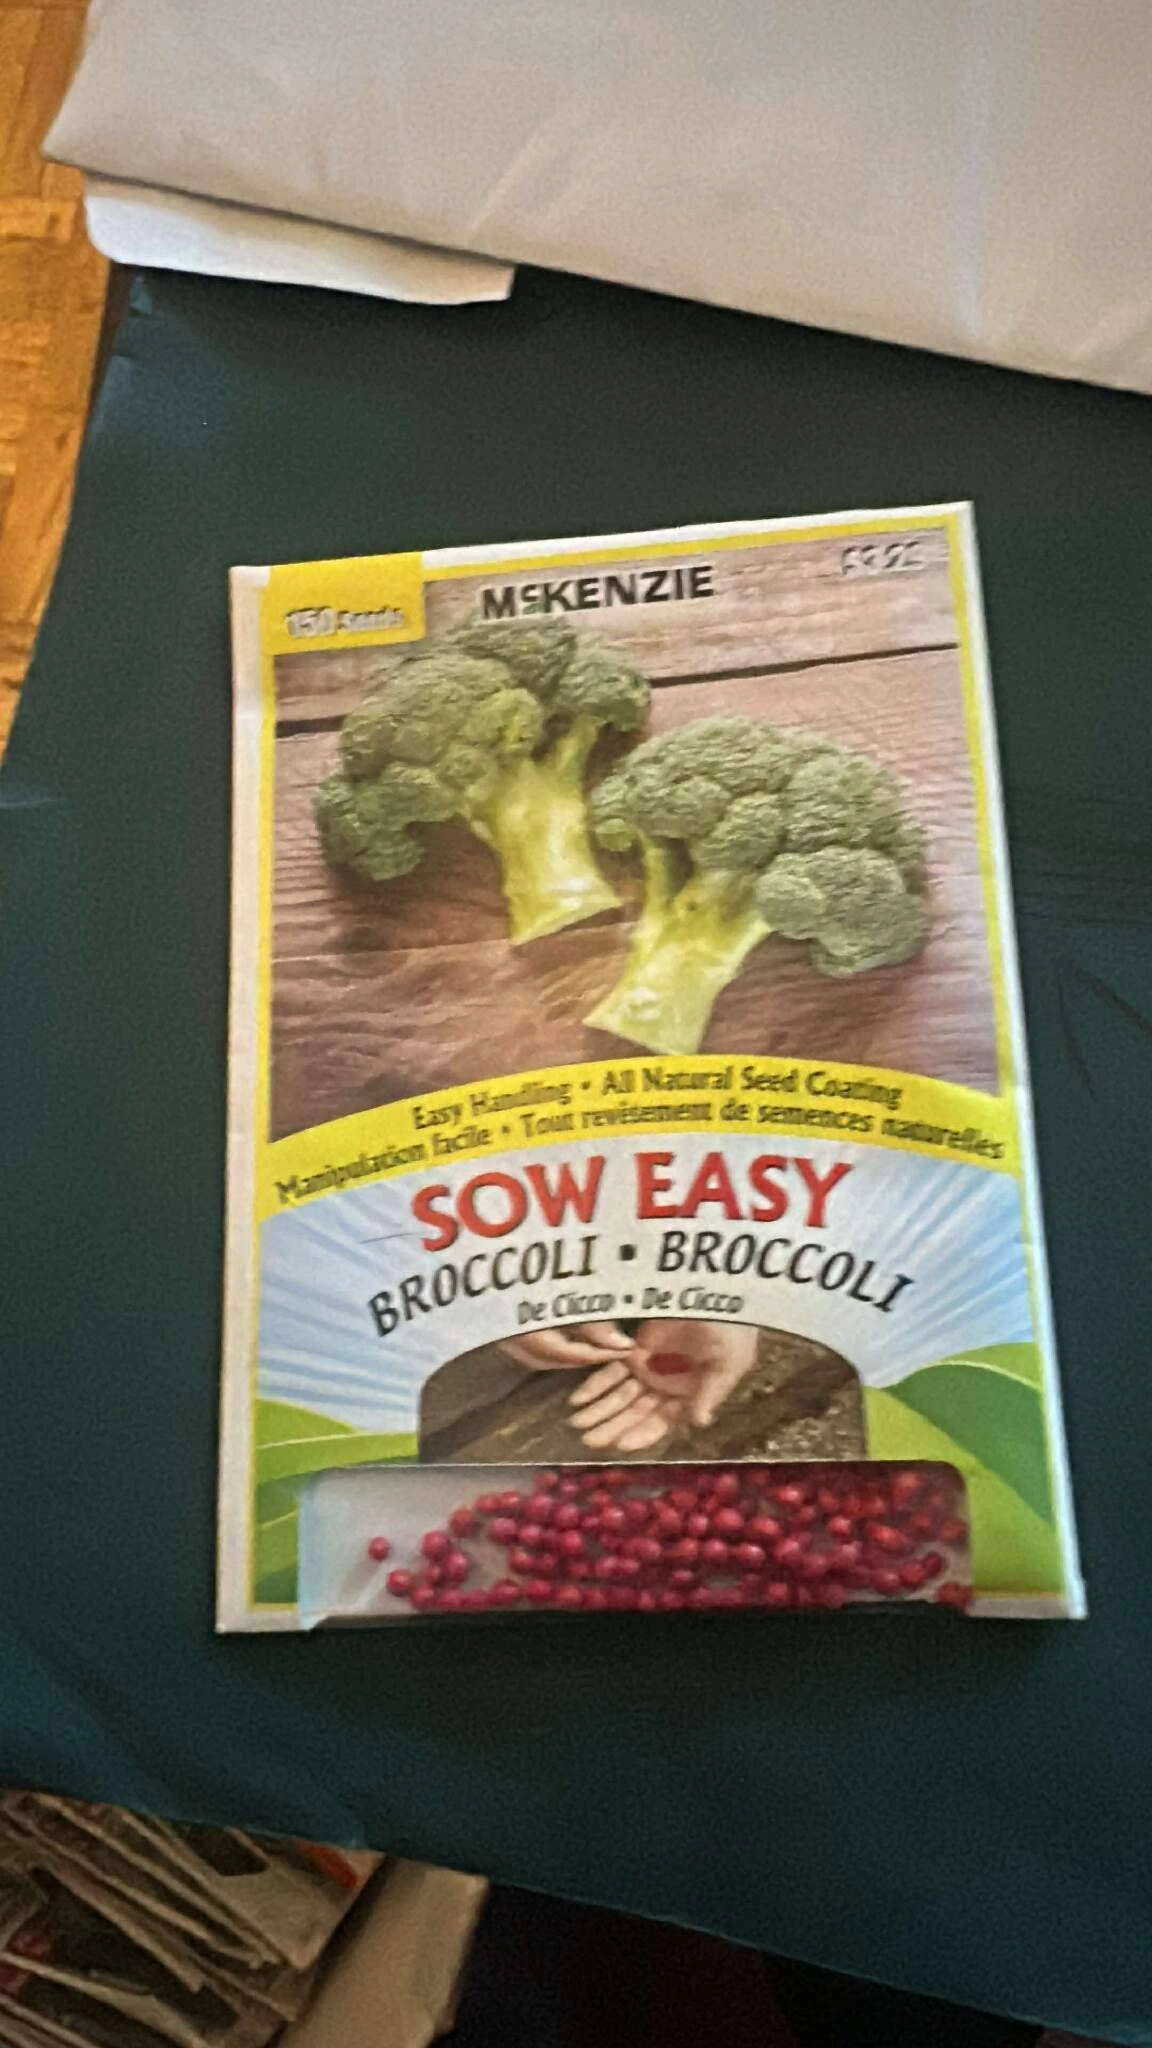 150 Seeds
McKENZIE
Easy Handling • All Natural Seed Coating
Manipulation facile • Tout revêtement de semences naturelles
SOW EASY
BROCCOLI • BROCCOLI
De Cicco • De Cicco